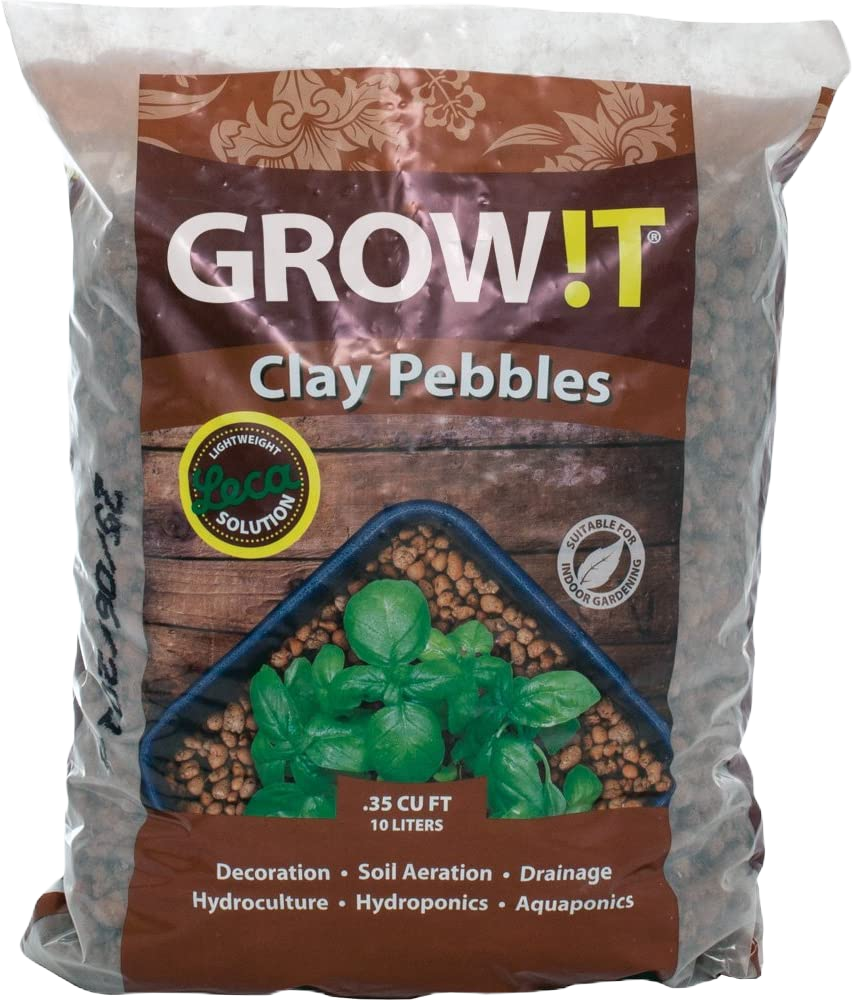 GROW!T®
Clay Pebbles
LIGHTWEIGHT
Leca
SOLUTION
SUITABLE FOR
INDOOR GARDENING
.35 CU FT
10 LITERS
Decoration • Soil Aeration • Drainage
Hydroculture • Hydroponics • Aquaponics